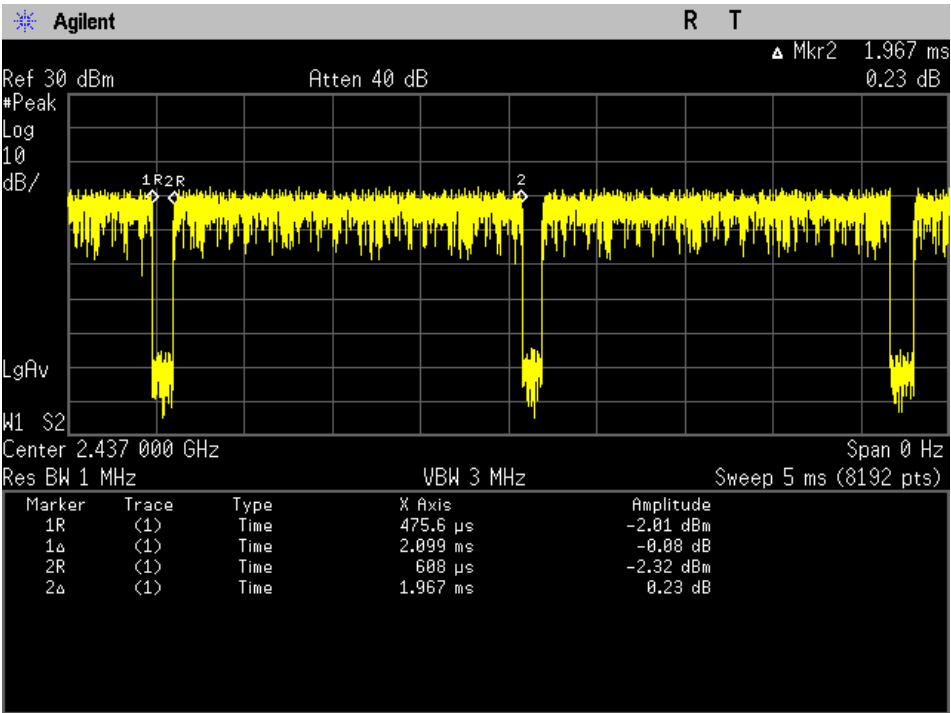 Agilent R T
Δ Mkr2 1.967 ms
Ref 30 dBm Atten 40 dB 0.23 dB
#Peak
Log
10
dB/
1R 2R 2
LgAv
W1 S2
Center 2.437 000 GHz Span 0 Hz
Res BW 1 MHz VBW 3 MHz Sweep 5 ms (8192 pts)
Marker Trace Type X Axis Amplitude
1R (1) Time 475.6 µs -2.01 dBm
1Δ (1) Time 2.099 ms -0.08 dB
2R (1) Time 608 µs -2.32 dBm
2Δ (1) Time 1.967 ms 0.23 dB